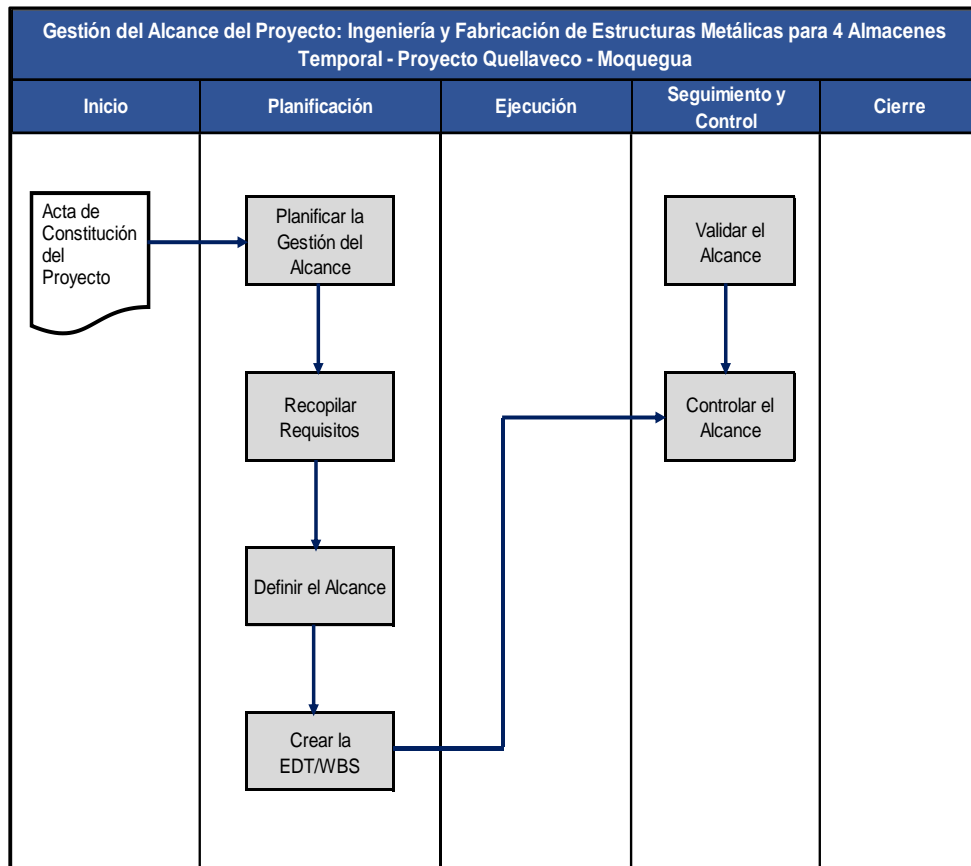 Gestión del Alcance del Proyecto: Ingeniería y Fabricación de Estructuras Metálicas para 4 Almacenes
Temporal - Proyecto Quellaveco - Moquegua
Inicio
Planificación
Ejecución
Seguimiento y
Control
Cierre
Acta de
Constitución
del
Proyecto
Planificar la
Gestión del
Alcance
Validar el
Alcance
Recopilar
Requisitos
Controlar el
Alcance
Definir el Alcance
Crear la
EDT/WBS